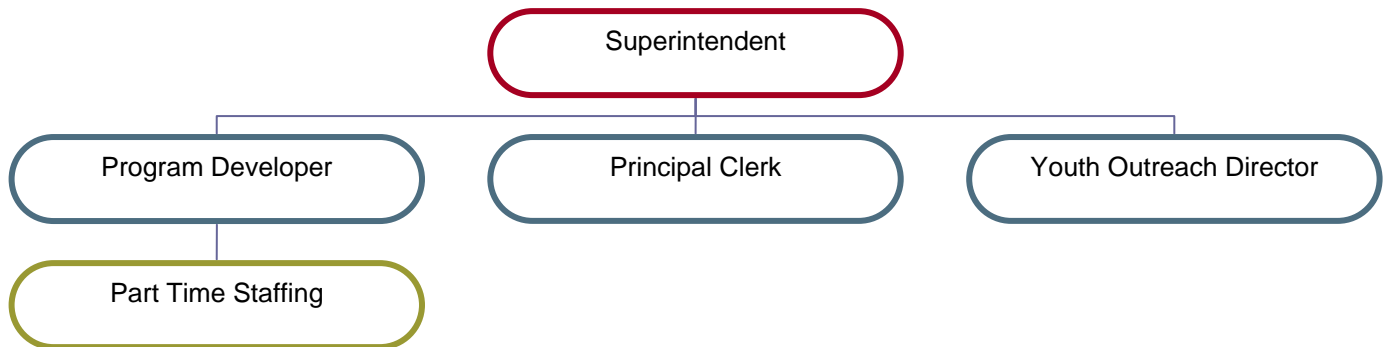 Superintendent
Program Developer
Principal Clerk
Youth Outreach Director
Part Time Staffing